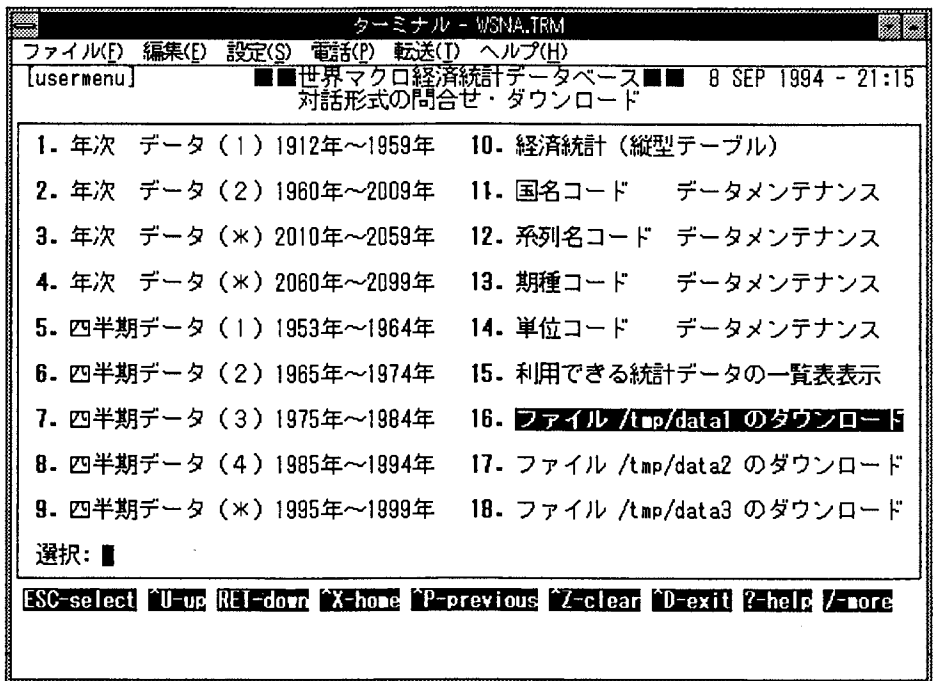 ターミナル - WSNA.TRM
ファイル(F) 編集(E) 設定(S) 電話(P) 転送(T) ヘルプ(H)
[usermenu] ■■世界マクロ経済統計データベース■■ 8 SEP 1994 - 21:15
対話形式の問合せ・ダウンロード
1. 年次 データ (1) 1912年～1959年 10. 経済統計 (縦型テーブル)
2. 年次 データ (2) 1960年～2009年 11. 国名コード データメンテナンス
3. 年次 データ (*) 2010年～2059年 12. 系列名コード データメンテナンス
4. 年次 データ (*) 2060年～2099年 13. 期種コード データメンテナンス
5. 四半期データ (1) 1953年～1964年 14. 単位コード データメンテナンス
6. 四半期データ (2) 1965年～1974年 15. 利用できる統計データの一覧表表示
7. 四半期データ (3) 1975年～1984年 16. ファイル /tmp/data1 のダウンロード
8. 四半期データ (4) 1985年～1994年 17. ファイル /tmp/data2 のダウンロード
9. 四半期データ (*) 1995年～1999年 18. ファイル /tmp/data3 のダウンロード
選択:
ESC-select ^U-up RET-down ^X-home ^P-previous ^Z-clear ^D-exit ?-help /-more